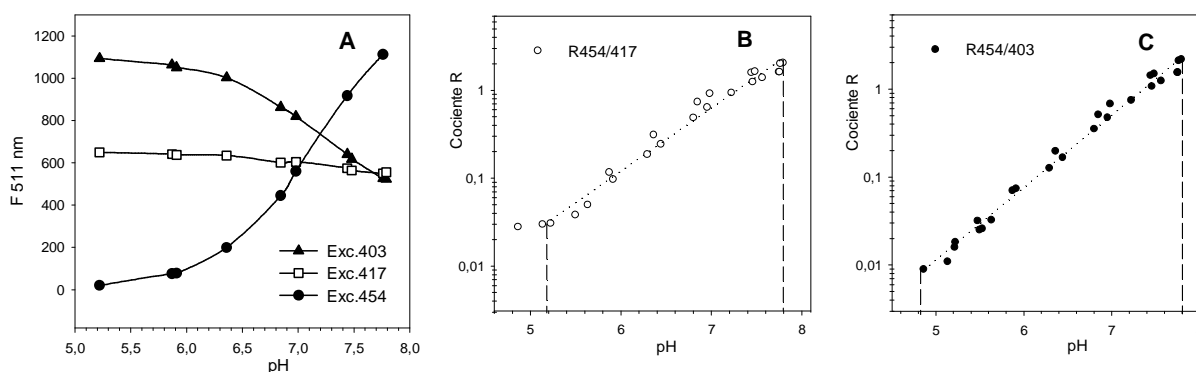 A
1200
1000
800
600
400
200
0
F 511 nm
Exc.403
Exc.417
Exc.454
5,0 5,5 6,0 6,5 7,0 7,5 8,0
pH
B
R454/417
1
0,1
0,01
Cociente R
5 6 7 8
pH
C
R454/403
1
0,1
0,01
Cociente R
5 6 7
pH